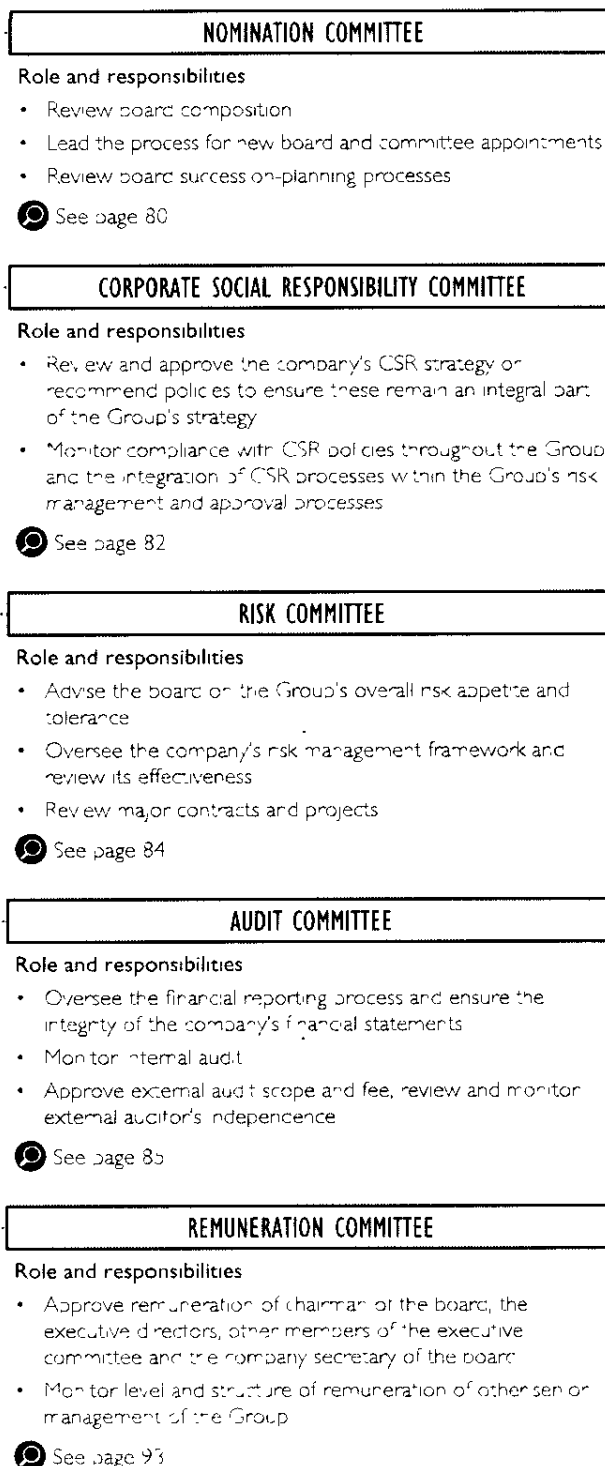 NOMINATION COMMITTEE
Role and responsibilities
• Review board composition
• Lead the process for new board and committee appointments
• Review board succession-planning processes
See page 80
CORPORATE SOCIAL RESPONSIBILITY COMMITTEE
Role and responsibilities
• Review and approve the company's CSR strategy or
recommend policies to ensure these remain an integral part
of the Group's strategy
• Monitor compliance with CSR policies throughout the Group
and the integration of CSR processes within the Group's risk
management and approval processes
See page 82
RISK COMMITTEE
Role and responsibilities
• Advise the board on the Group's overall risk appetite and
tolerance
• Oversee the company's risk management framework and
review its effectiveness
• Review major contracts and projects
See page 84
AUDIT COMMITTEE
Role and responsibilities
• Oversee the financial reporting process and ensure the
integrity of the company's financial statements
• Monitor internal audit
• Approve external audit scope and fee, review and monitor
external auditor's independence
See page 85
REMUNERATION COMMITTEE
Role and responsibilities
• Approve remuneration of chairman of the board, the
executive directors, other members of the executive
committee and the company secretary of the board
• Monitor level and structure of remuneration of other senior
management of the Group
See page 93